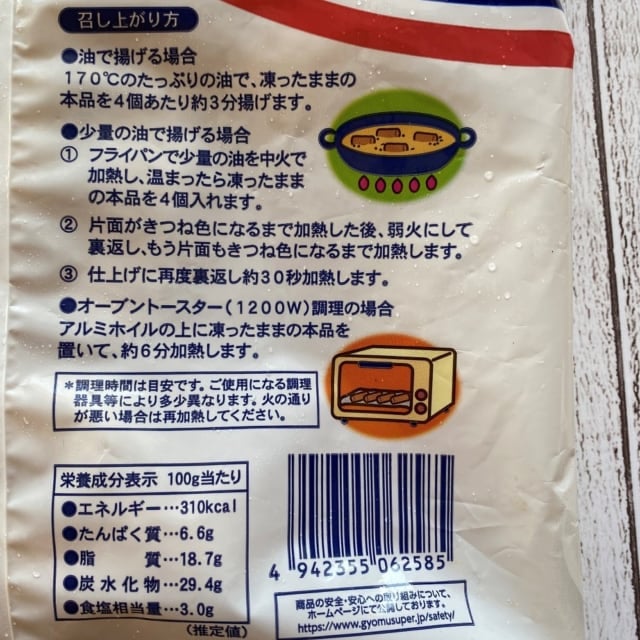 召し上がり方
●油で揚げる場合
170℃のたっぷりの油で、凍ったままの
本品を4個あたり約3分揚げます。
●少量の油で揚げる場合
① フライパンで少量の油を中火で
加熱し、温まったら凍ったまま
の本品を4個入れます。
② 片面がきつね色になるまで加熱した後、弱火にして
裏返し、もう片面もきつね色になるまで加熱します。
③ 仕上げに再度裏返し約30秒加熱します。
●オーブントースター(1200W)調理の場合
アルミホイルの上に凍ったままの本品を
置いて、約6分加熱します。
*調理時間は目安です。ご使用になる調理
器具等により多少異なります。火の通り
が悪い場合は再加熱してください。
栄養成分表示 100g当たり
●エネルギー…310kcal
●たんぱく質…6.6g
●脂 質…18.7g
●炭水化物…29.4g
●食塩相当量…3.0g
(推定値)
4 942355 062585
商品の安全・安心への取り組みについて、
ホームページにて公開しております。
https://www.gyomusuper.jp/safety/